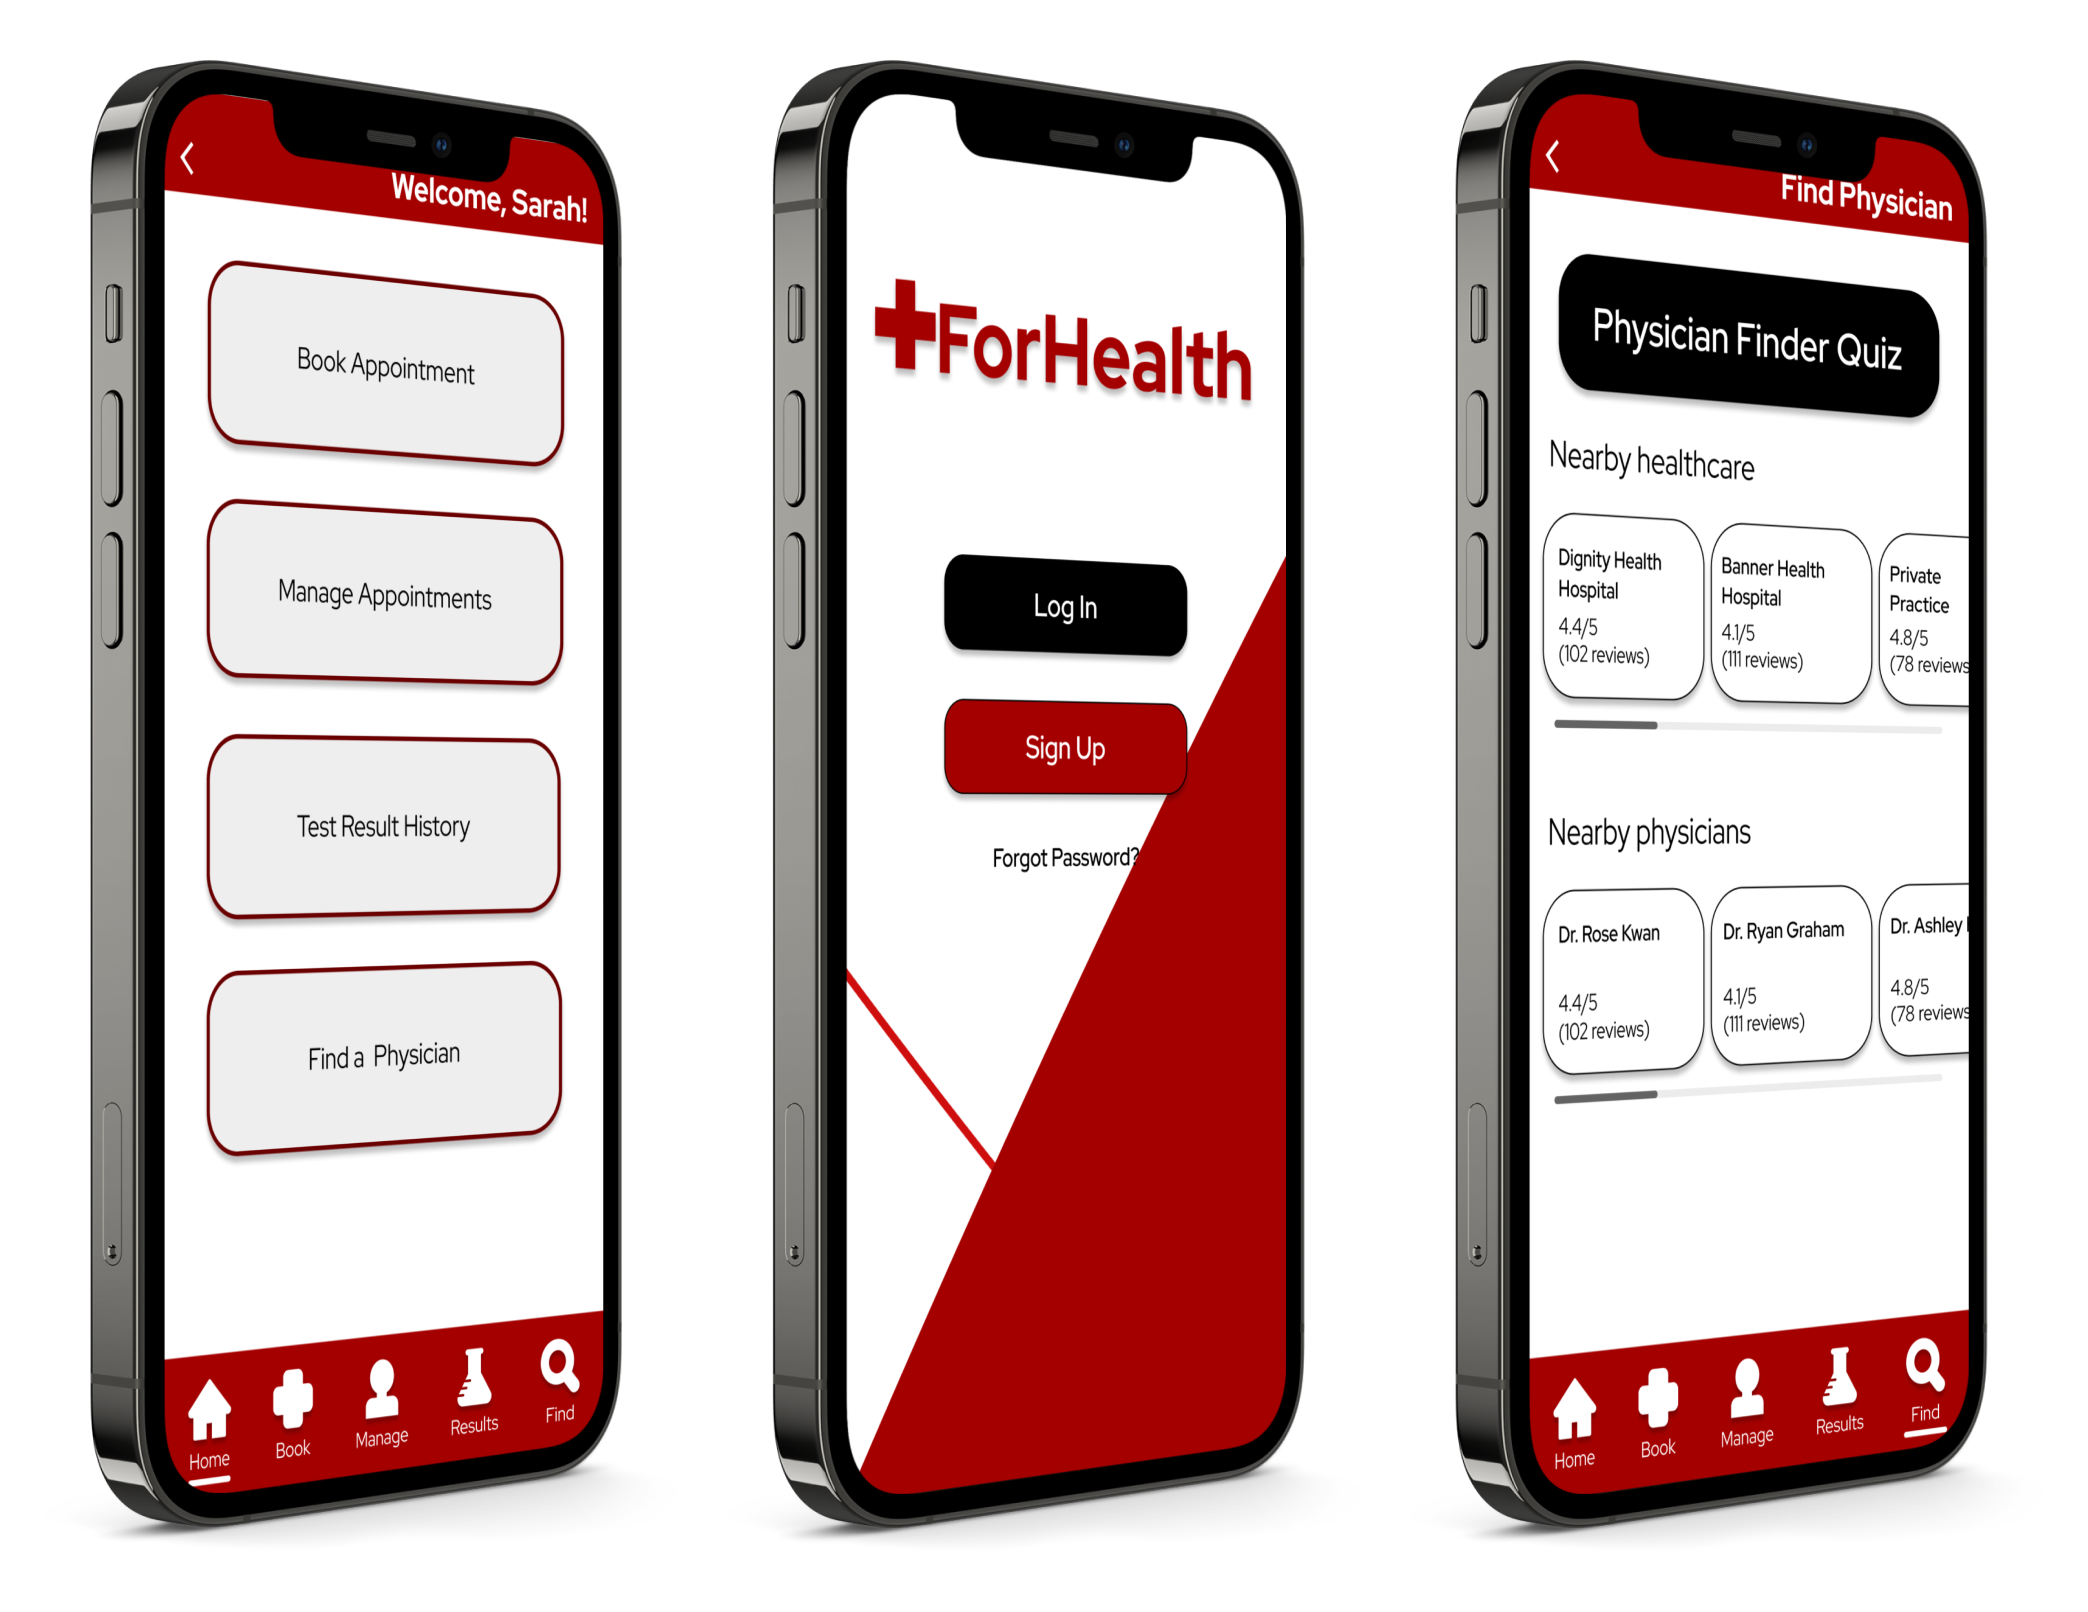 Welcome, Sarah!
Book Appointment
Manage Appointments
Test Result History
Find a Physician
Home
Book
Manage
Results
Find
ForHealth
Log In
Sign Up
Forgot Password?
Find Physician
Physician Finder Quiz
Nearby healthcare
Dignity Health
Hospital
4.4/5
(102 reviews)
Banner Health
Hospital
4.1/5
(111 reviews)
Private
Practice
4.8/5
(78 reviews
Nearby physicians
Dr. Rose Kwan
4.4/5
(102 reviews)
Dr. Ryan Graham
4.1/5
(111 reviews)
Dr. Ashley
4.8/5
(78 reviews
Home
Book
Manage
Results
Find